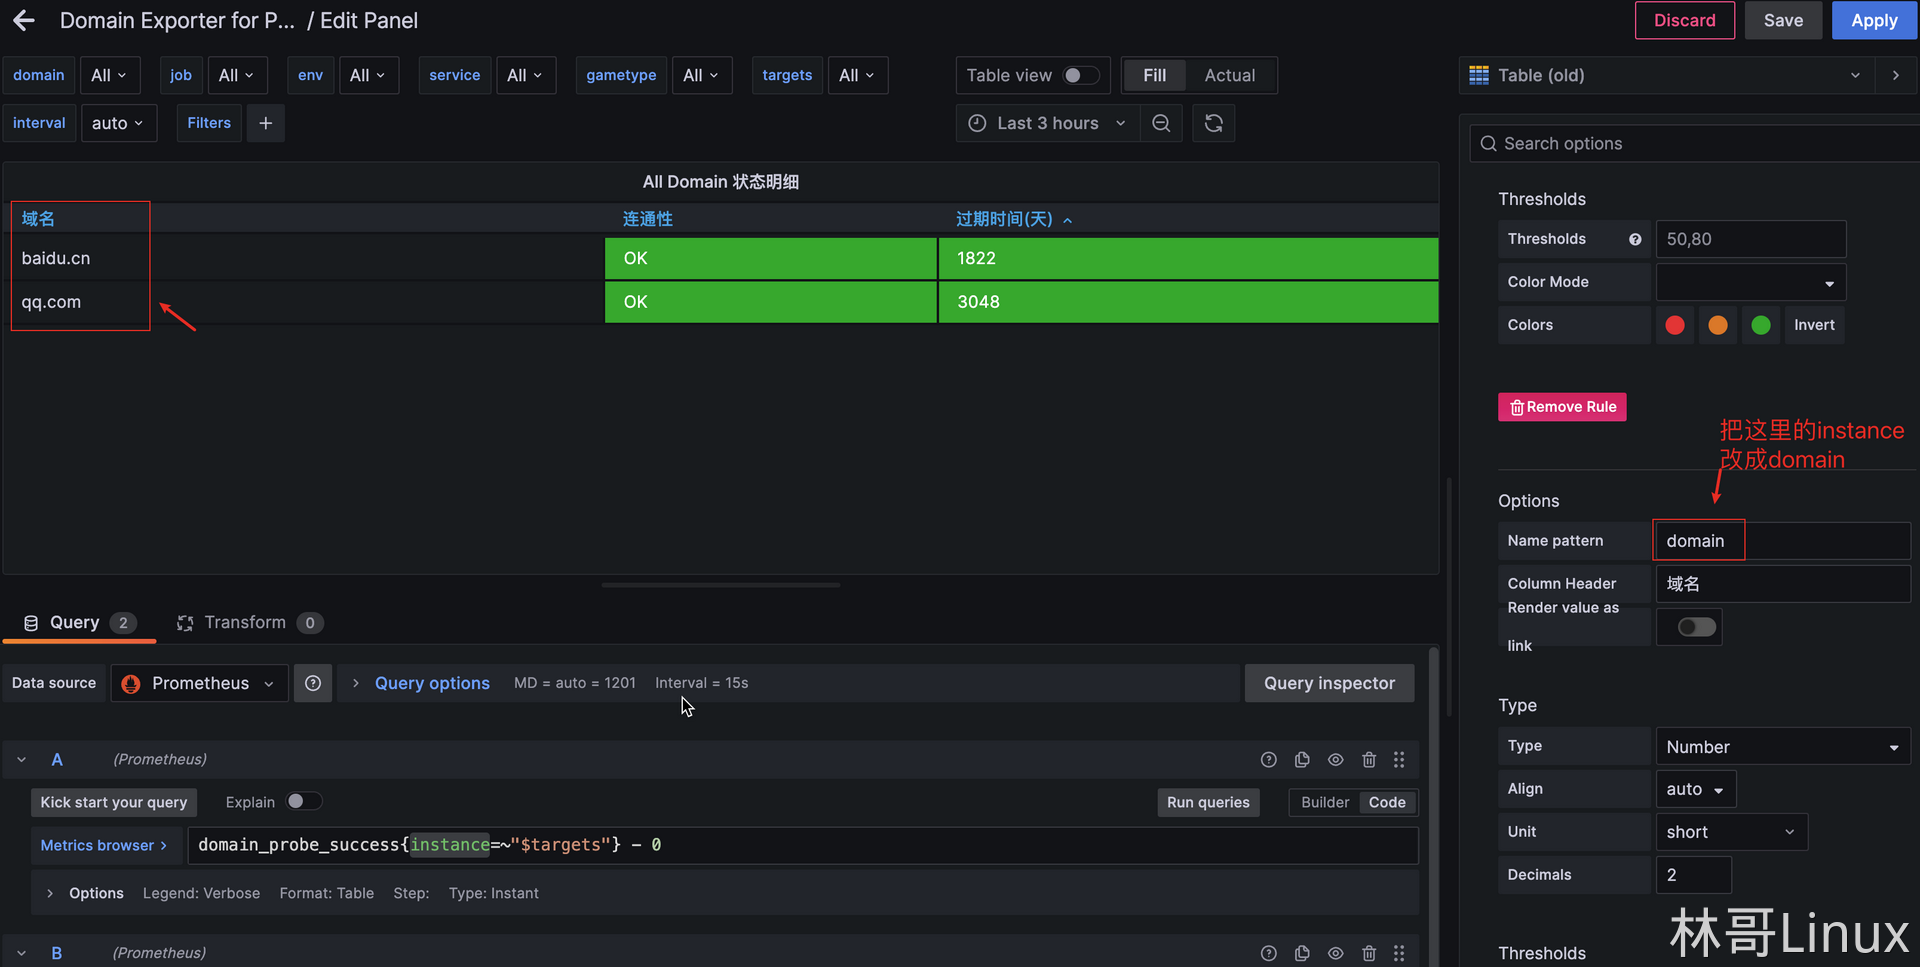 Domain Exporter for P... / Edit Panel
Discard Save Apply
domain All job All env All service All gametype All targets All
Table view Fill Actual
Table (old)
interval auto Filters +
Last 3 hours
Search options
All Domain 状态明细
域名 连通性 过期时间(天)
baidu.cn OK 1822
qq.com OK 3048
Thresholds
Thresholds 50,80
Color Mode
Colors Invert
Remove Rule
把这里的instance
改成domain
Options
Name pattern domain
Column Header 域名
Render value as
link
Type
Type Number
Align auto
Unit short
Decimals 2
Thresholds
Query 2 Transform 0
Data source Prometheus Query options MD = auto = 1201 Interval = 15s Query inspector
A (Prometheus)
Kick start your query Explain Run queries Builder Code
Metrics browser > domain_probe_success{instance=~"$targets"} - 0
Options Legend: Verbose Format: Table Step: Type: Instant
B (Prometheus)
林哥Linux